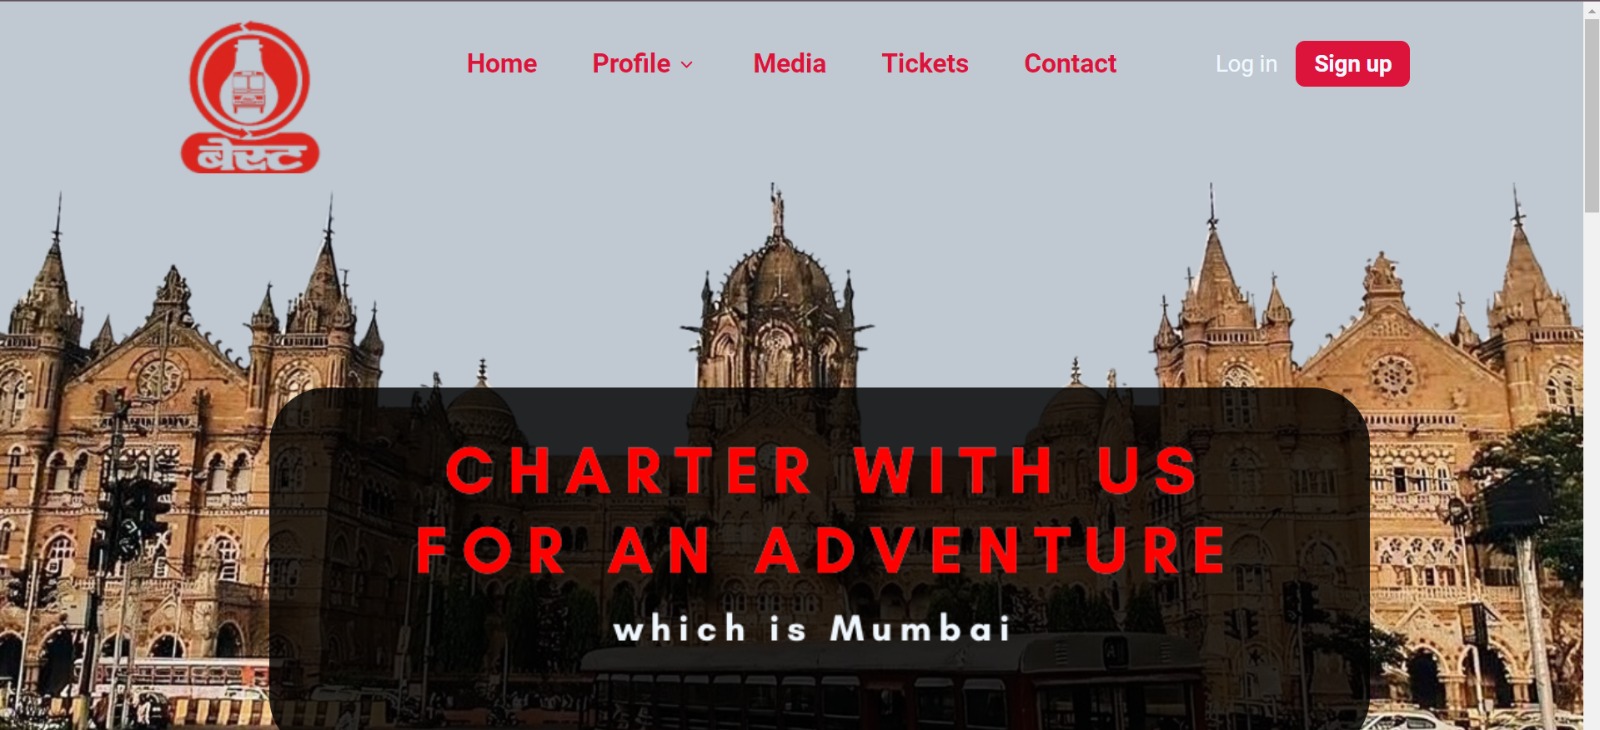 बेस्ट
Home
Profile
Media
Tickets
Contact
Log in
Sign up
CHARTER WITH US
FOR AN ADVENTURE
which is Mumbai